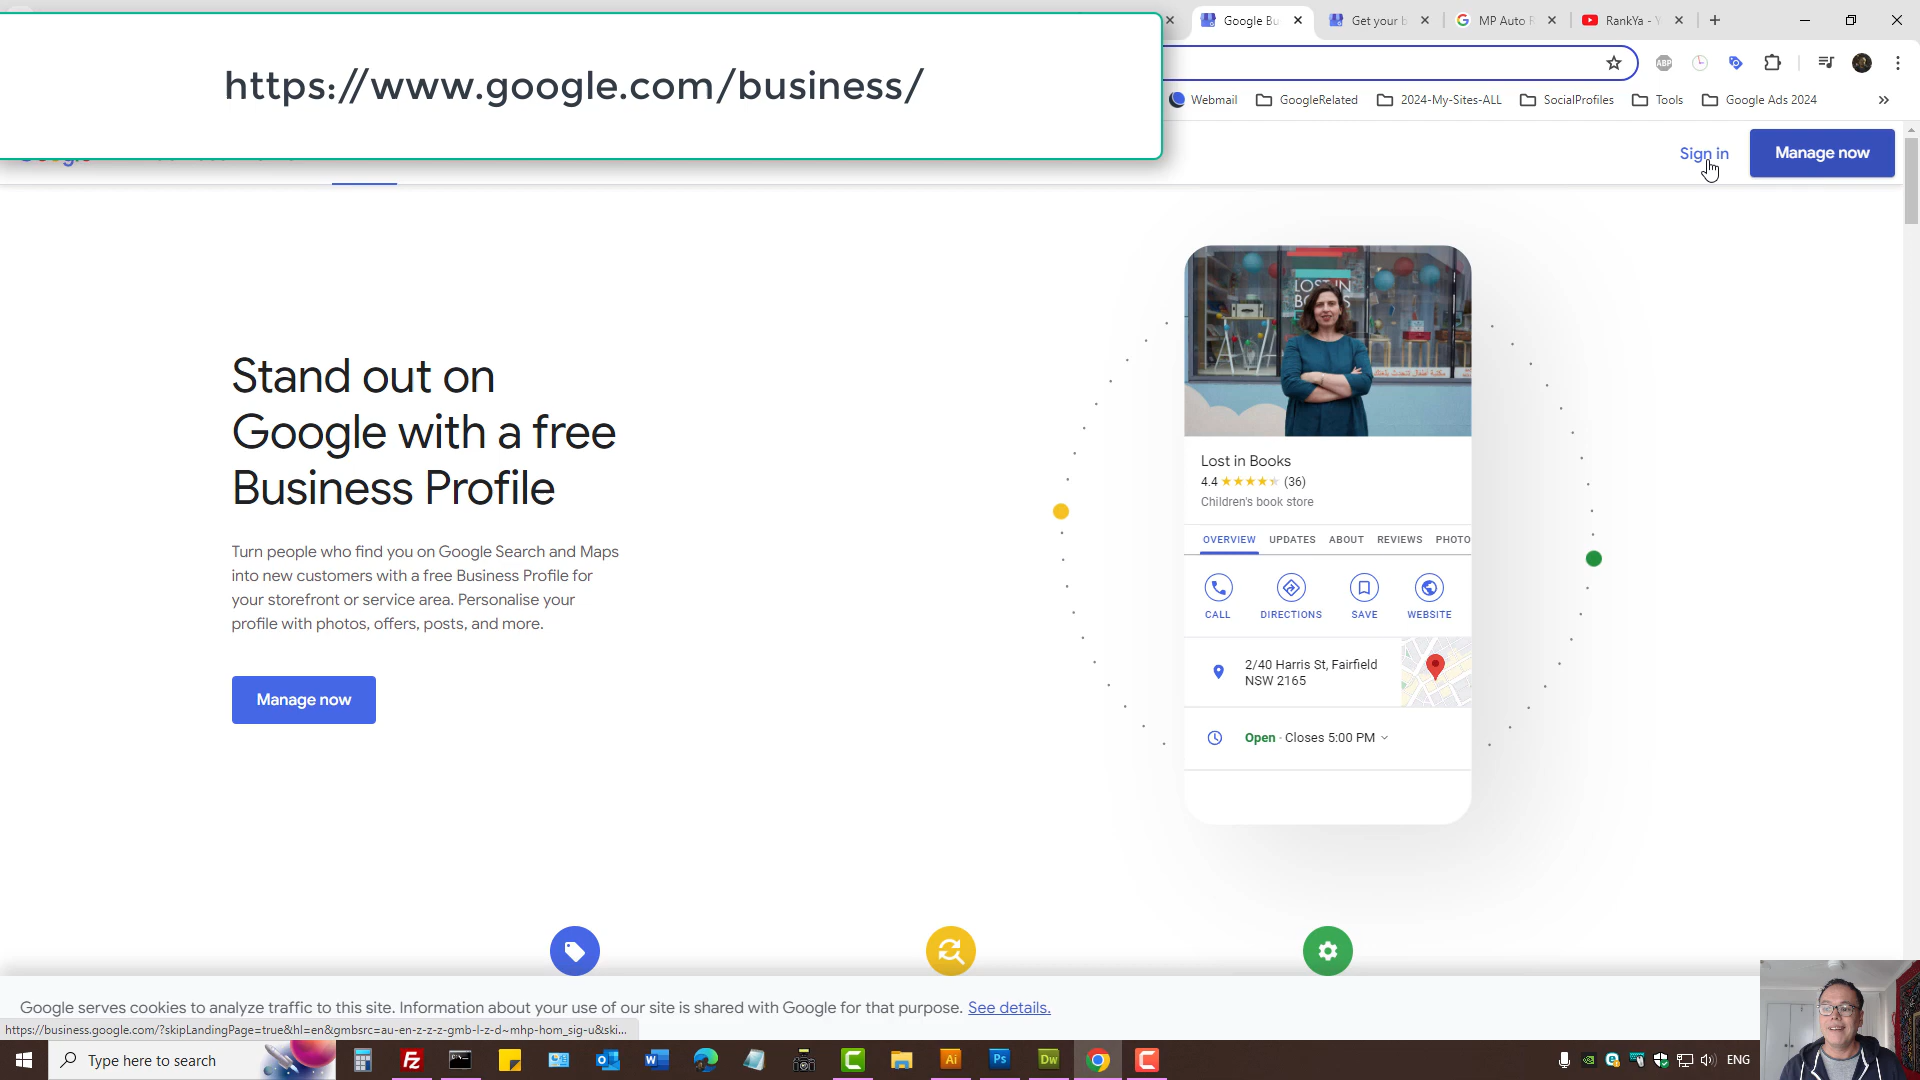 https://www.google.com/business/
Google Bu
Get your b
MP Auto R
RankYa - Y
ABP
Webmail
GoogleRelated
2024-My-Sites-ALL
SocialProfiles
Tools
Google Ads 2024
Sign in
Manage now
Stand out on
Google with a free
Business Profile
Turn people who find you on Google Search and Maps
into new customers with a free Business Profile for
your storefront or service area. Personalise your
profile with photos, offers, posts, and more.
Manage now
LOST IN
Lost in Books
4.4 ★★★★★ (36)
Children's book store
OVERVIEW UPDATES ABOUT REVIEWS PHOTO
CALL DIRECTIONS SAVE WEBSITE
2/40 Harris St, Fairfield
NSW 2165
Open · Closes 5:00 PM
Google serves cookies to analyze traffic to this site. Information about your use of our site is shared with Google for that purpose. See details.
https://business.google.com/?skipLandingPage=true&hl=en&gmbsrc=au-en-z-z-z-gmb-l-z-d~mhp-hom_sig-u&ski...
Type here to search
Fz
Ai
Ps
Dw
ENG